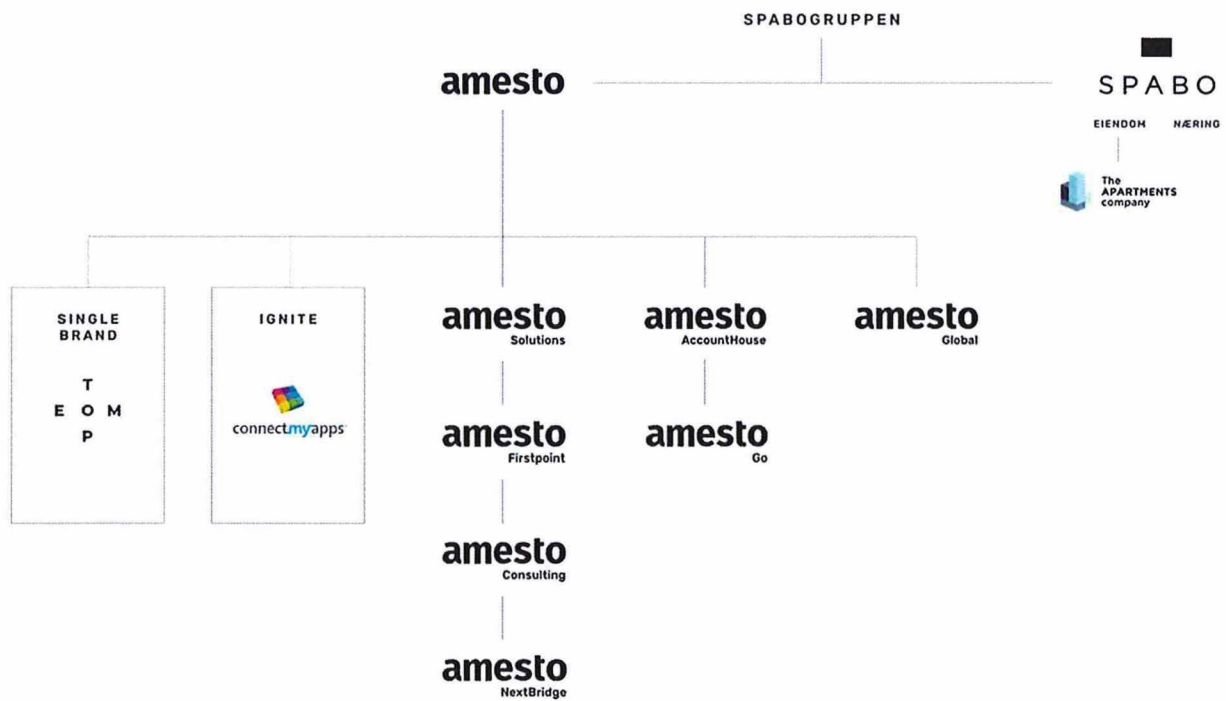 SPABOGRUPPEN
amesto
SPABO
EIENDOM NÆRING
The
APARTMENTS
company
SINGLE
BRAND
T
E O M
P
IGNITE
connectmyapps
amesto
Solutions
amesto
AccountHouse
amesto
Global
amesto
Firstpoint
amesto
Go
amesto
Consulting
amesto
NextBridge